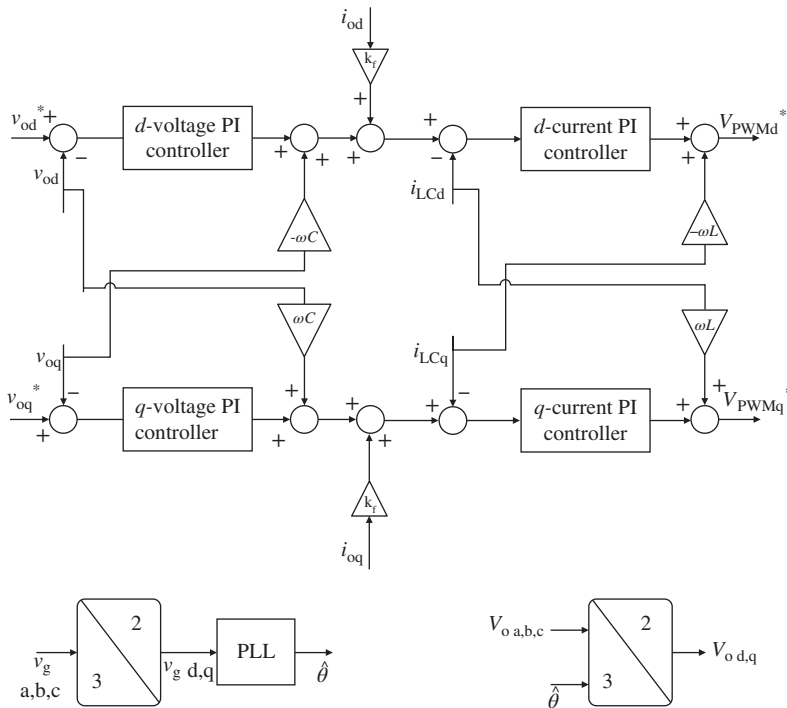 i_od
k_f
+
v_od* +
d-voltage PI controller
+
+
+
d-current PI controller
+
V_PWMd*
−
+
+
−
+
v_od
i_LCd
-ωC
−ωL
ωC
ωL
v_oq
i_LCq
−
+
+
+
−
+
v_oq*
q-voltage PI controller
q-current PI controller
+
V_PWMq*
+
+
+
k_f
i_oq
2
3
v_g
a,b,c
v_g d,q
PLL
θ̂
V_o a,b,c
2
V_o d,q
θ̂
3